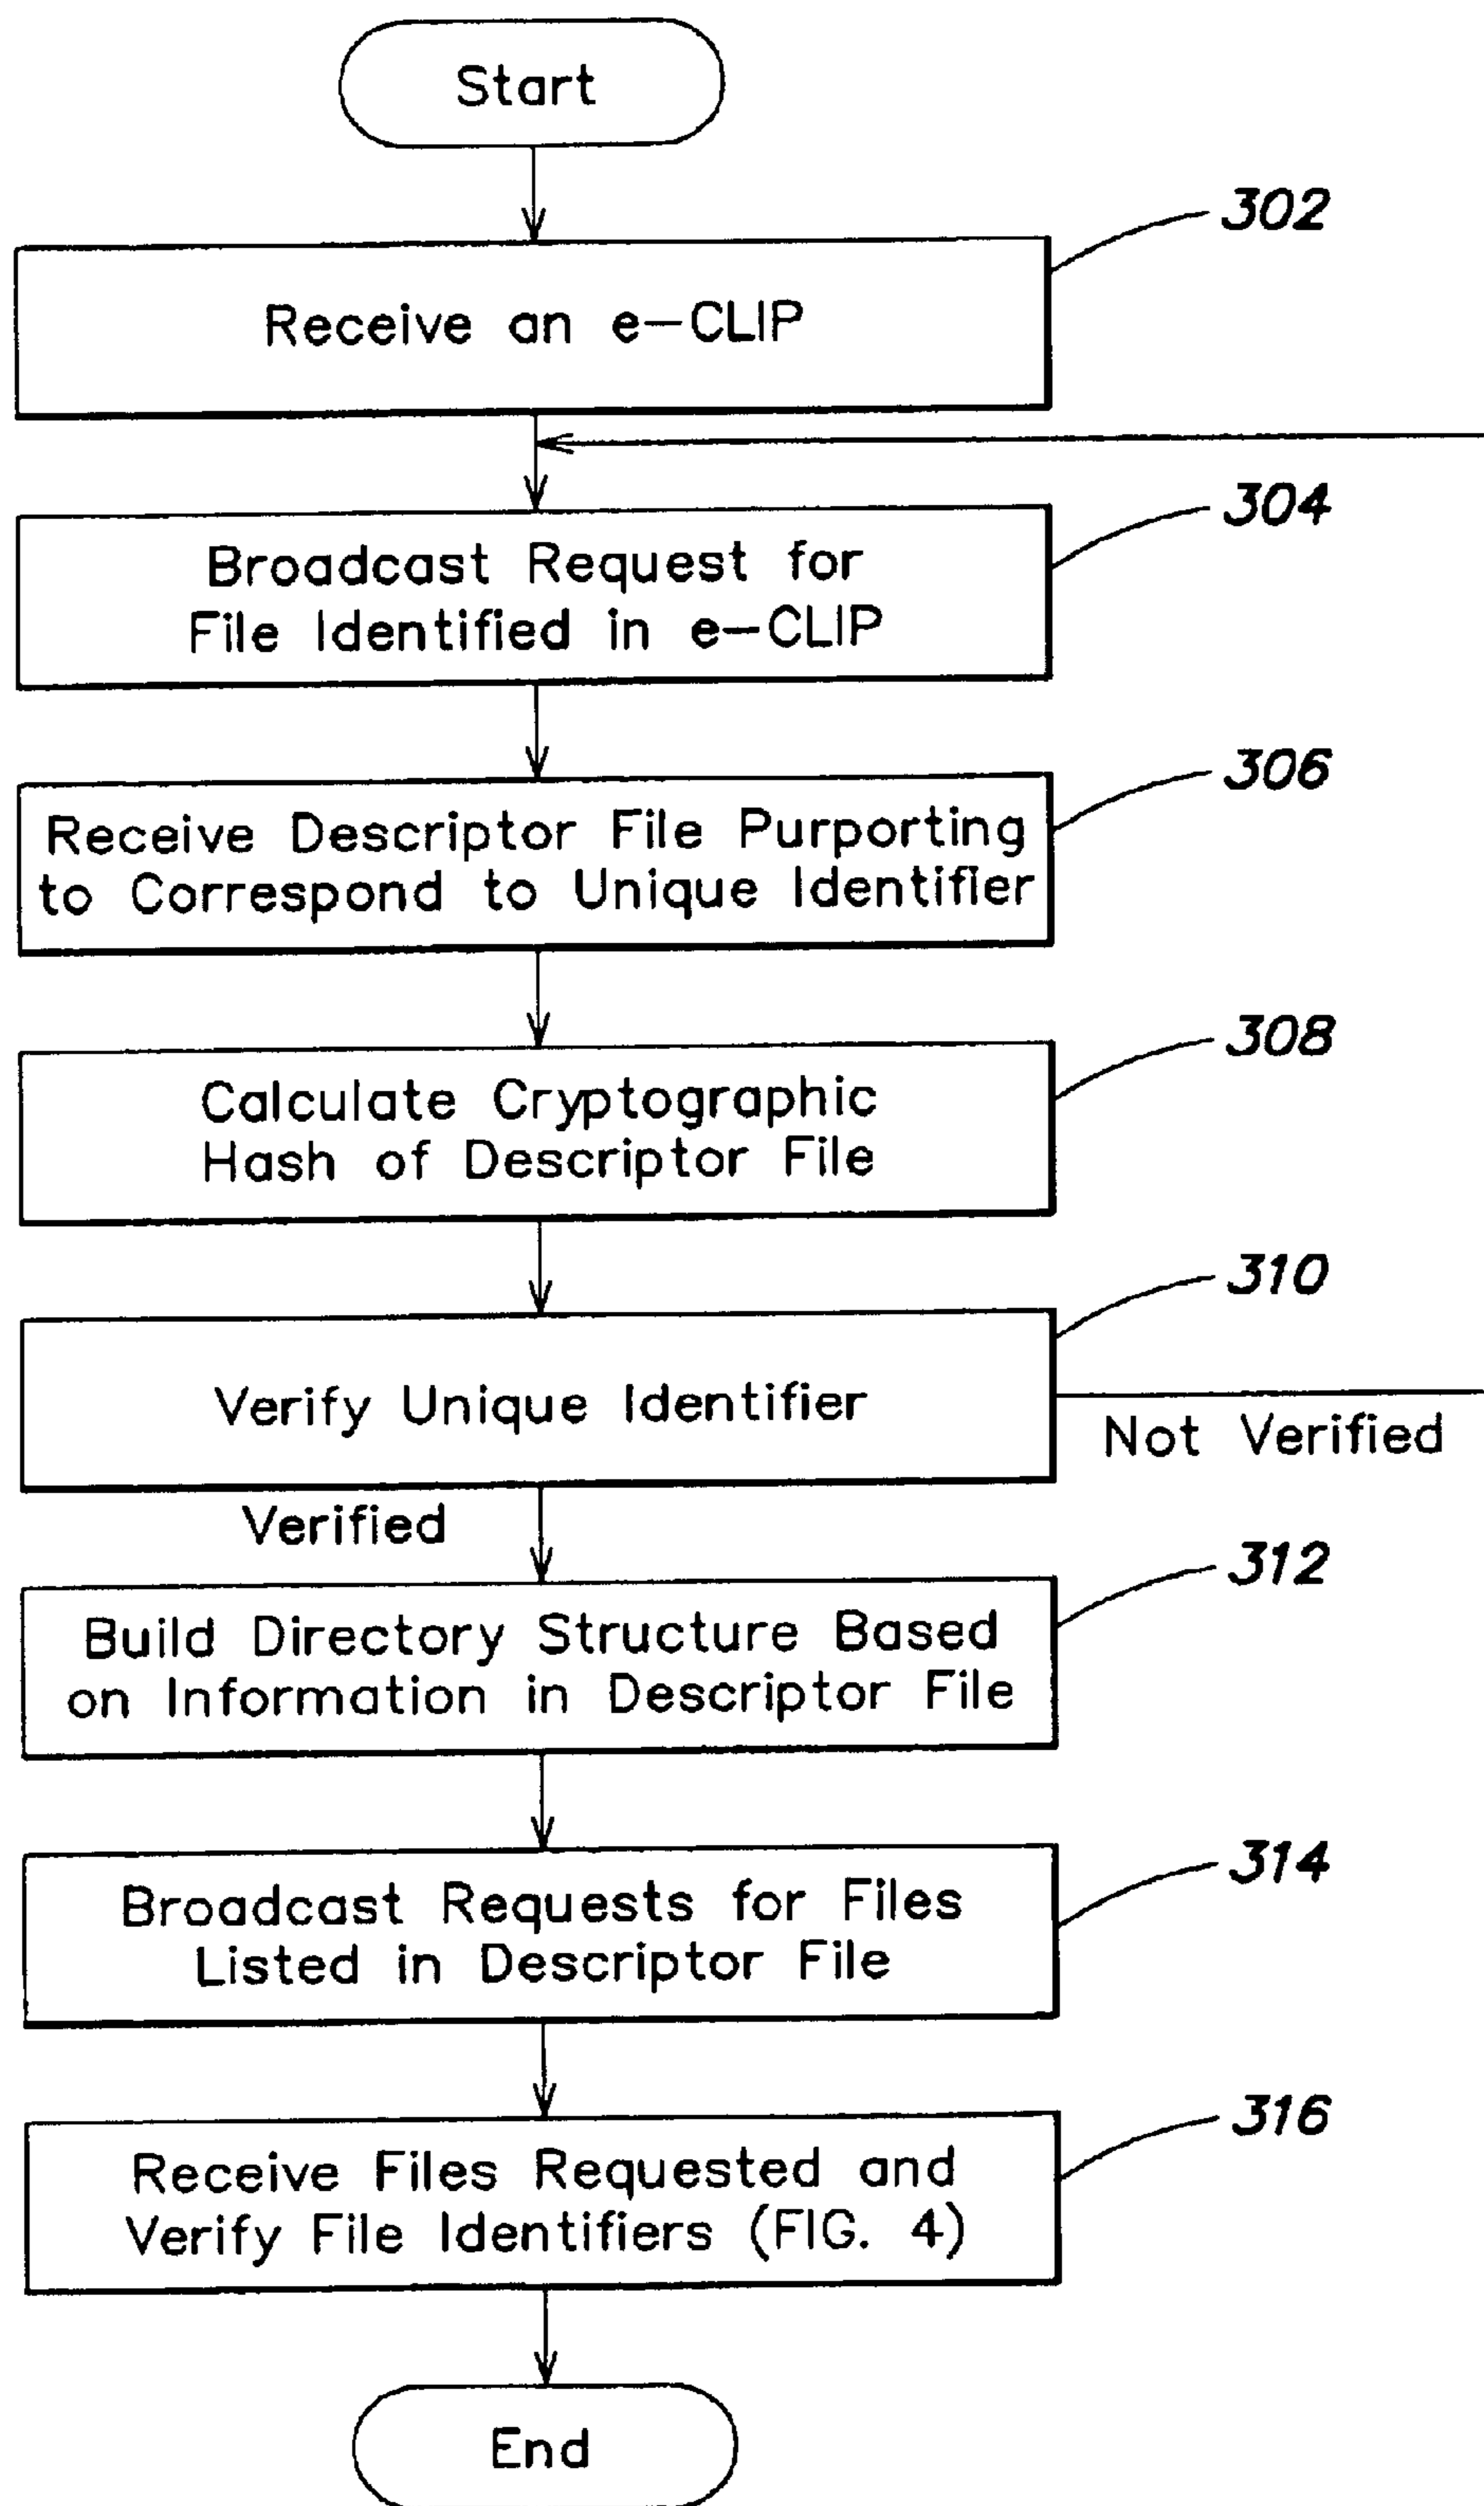 Start
302
Receive an e-CLIP
304
Broadcast Request for
File Identified in e-CLIP
306
Receive Descriptor File Purporting
to Correspond to Unique Identifier
308
Calculate Cryptographic
Hash of Descriptor File
310
Verify Unique Identifier
Not Verified
Verified
312
Build Directory Structure Based
on Information in Descriptor File
314
Broadcast Requests for Files
Listed in Descriptor File
316
Receive Files Requested and
Verify File Identifiers (FIG. 4)
End